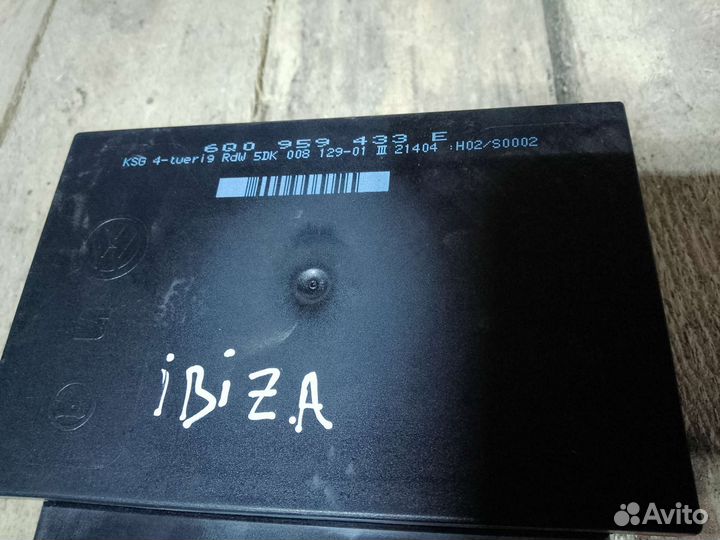 6Q0 959 433 E
KSG 4-tuerig RdW 5DK 008 129-01 III 21404 :H02/S0002
iBiZ.A
Avito